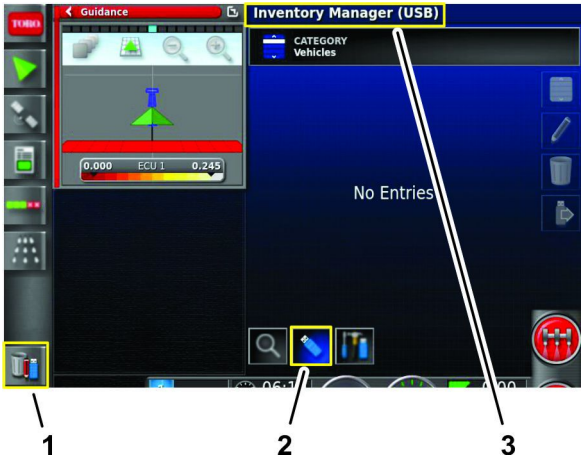 TORO
Guidance
Inventory Manager (USB)
CATEGORY
Vehicles
0.000 ECU 1 0.245
No Entries
1
2
3